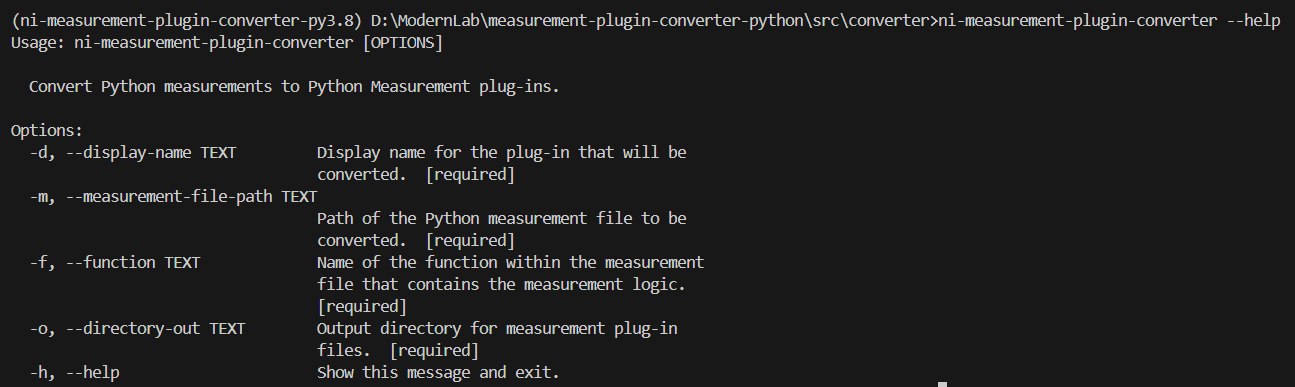 (ni-measurement-plugin-converter-py3.8) D:\ModernLab\measurement-plugin-converter-python\src\converter>ni-measurement-plugin-converter --help
Usage: ni-measurement-plugin-converter [OPTIONS]
Convert Python measurements to Python Measurement plug-ins.
Options:
-d, --display-name TEXT Display name for the plug-in that will be
converted. [required]
-m, --measurement-file-path TEXT
Path of the Python measurement file to be
converted. [required]
-f, --function TEXT Name of the function within the measurement
file that contains the measurement logic.
[required]
-o, --directory-out TEXT Output directory for measurement plug-in
files. [required]
-h, --help Show this message and exit.